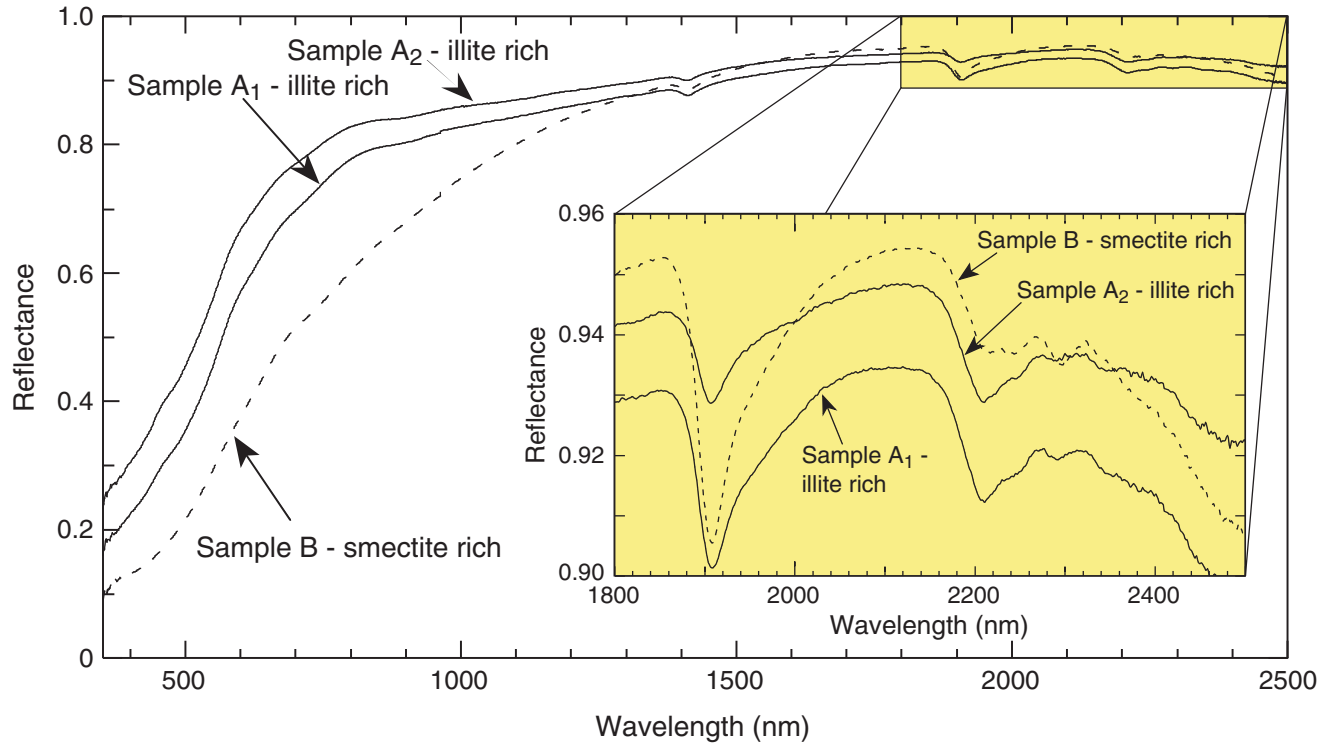 1.0
0.8
0.6
0.4
0.2
0
Reflectance
500
1000
1500
2000
2500
Wavelength (nm)
Sample A2 - illite rich
Sample A1 - illite rich
Sample B - smectite rich
0.96
0.94
0.92
0.90
Reflectance
1800
2000
2200
2400
Wavelength (nm)
Sample B - smectite rich
Sample A2 - illite rich
Sample A1 -
illite rich